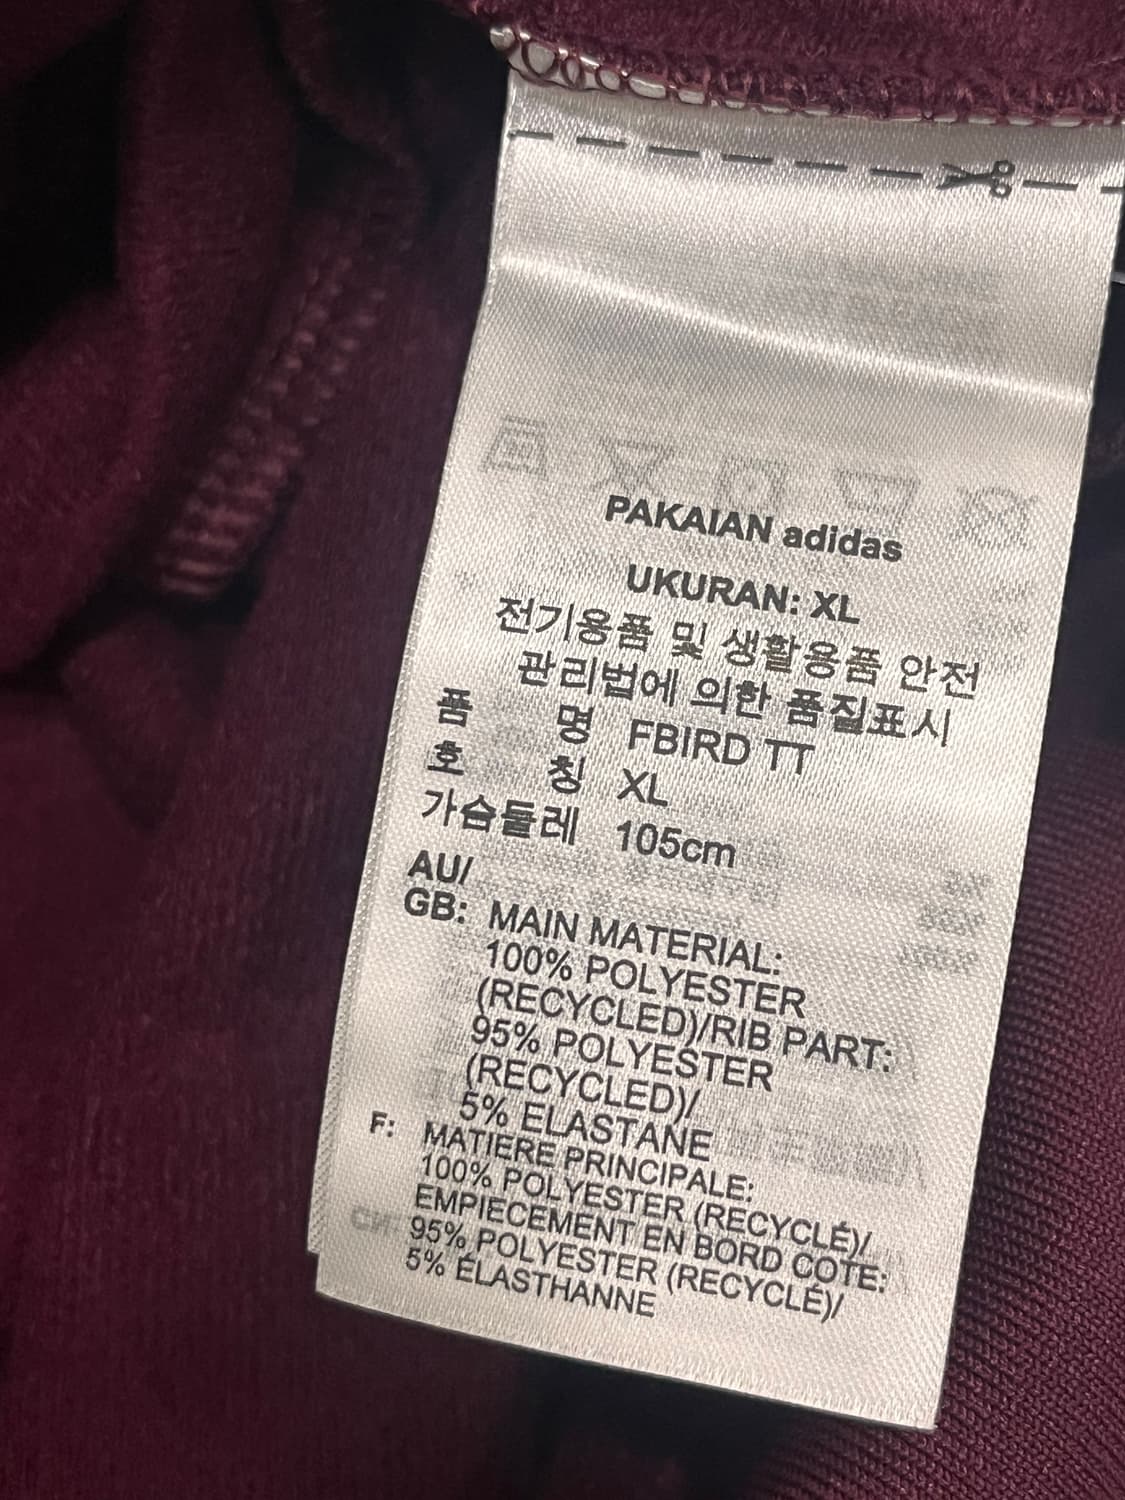 PAKAIAN adidas
UKURAN: XL
전기용품 및 생활용품 안전
관리법에 의한 품질표시
품 명 FBIRD TT
호 칭 XL
가슴둘레 105cm
AU/
GB: MAIN MATERIAL:
100% POLYESTER
(RECYCLED)/RIB PART:
95% POLYESTER
(RECYCLED)/
5% ELASTANE
F: MATIERE PRINCIPALE:
100% POLYESTER (RECYCLÉ)/
EMPIECEMENT EN BORD COTE:
95% POLYESTER (RECYCLÉ)/
5% ÉLASTHANNE